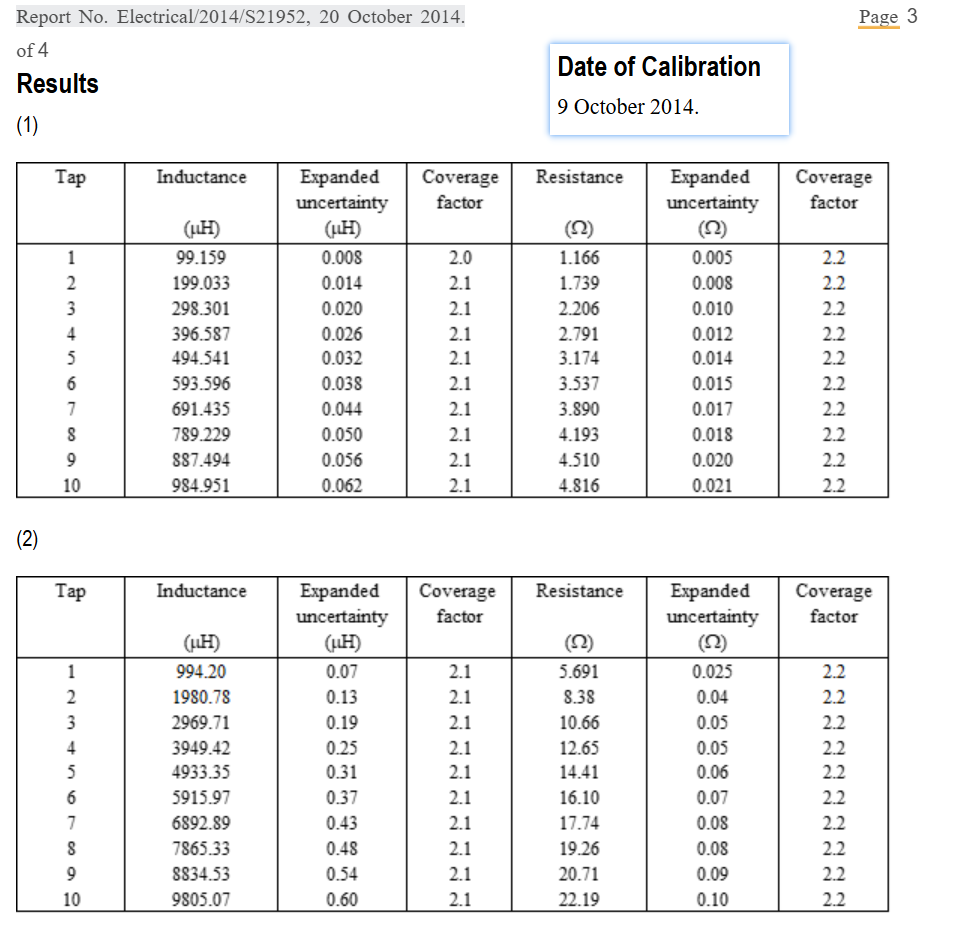 Report No. Electrical/2014/S21952, 20 October 2014. Page 3
of 4
Results
Date of Calibration
9 October 2014.
(1)
Tap Inductance Expanded Coverage Resistance Expanded Coverage
uncertainty factor uncertainty factor
(µH) (µH) (Ω) (Ω)
1 99.159 0.008 2.0 1.166 0.005 2.2
2 199.033 0.014 2.1 1.739 0.008 2.2
3 298.301 0.020 2.1 2.206 0.010 2.2
4 396.587 0.026 2.1 2.791 0.012 2.2
5 494.541 0.032 2.1 3.174 0.014 2.2
6 593.596 0.038 2.1 3.537 0.015 2.2
7 691.435 0.044 2.1 3.890 0.017 2.2
8 789.229 0.050 2.1 4.193 0.018 2.2
9 887.494 0.056 2.1 4.510 0.020 2.2
10 984.951 0.062 2.1 4.816 0.021 2.2
(2)
Tap Inductance Expanded Coverage Resistance Expanded Coverage
uncertainty factor uncertainty factor
(µH) (µH) (Ω) (Ω)
1 994.20 0.07 2.1 5.691 0.025 2.2
2 1980.78 0.13 2.1 8.38 0.04 2.2
3 2969.71 0.19 2.1 10.66 0.05 2.2
4 3949.42 0.25 2.1 12.65 0.05 2.2
5 4933.35 0.31 2.1 14.41 0.06 2.2
6 5915.97 0.37 2.1 16.10 0.07 2.2
7 6892.89 0.43 2.1 17.74 0.08 2.2
8 7865.33 0.48 2.1 19.26 0.08 2.2
9 8834.53 0.54 2.1 20.71 0.09 2.2
10 9805.07 0.60 2.1 22.19 0.10 2.2